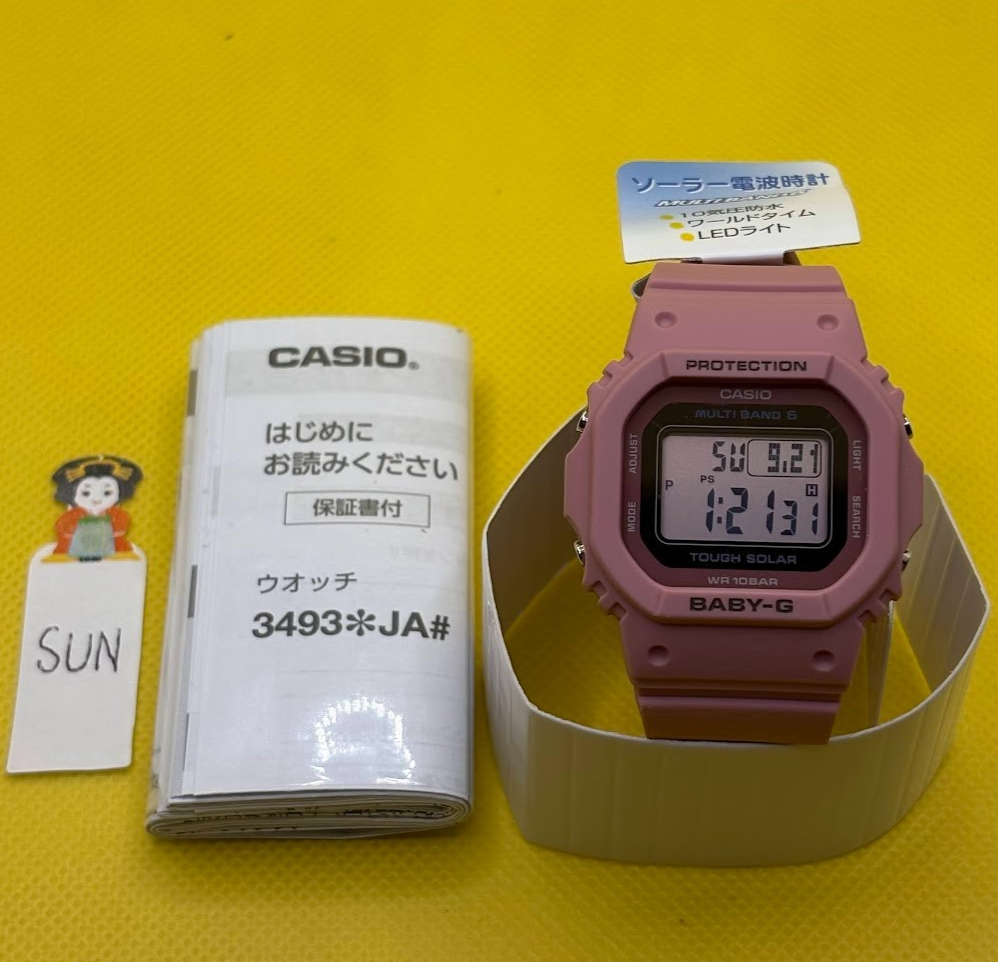 SUN
CASIO®
はじめに
お読みください
保証書付
ウオッチ
3493*JA#
ソーラー電波時計
MULTIBAND 6
10気圧防水
ワールドタイム
LEDライト
PROTECTION
CASIO
MULTI BAND 6
ADJUST
LIGHT
SU 9.21
P
PS
H
1:21 31
MODE
SEARCH
TOUGH SOLAR
WR 10BAR
BABY-G